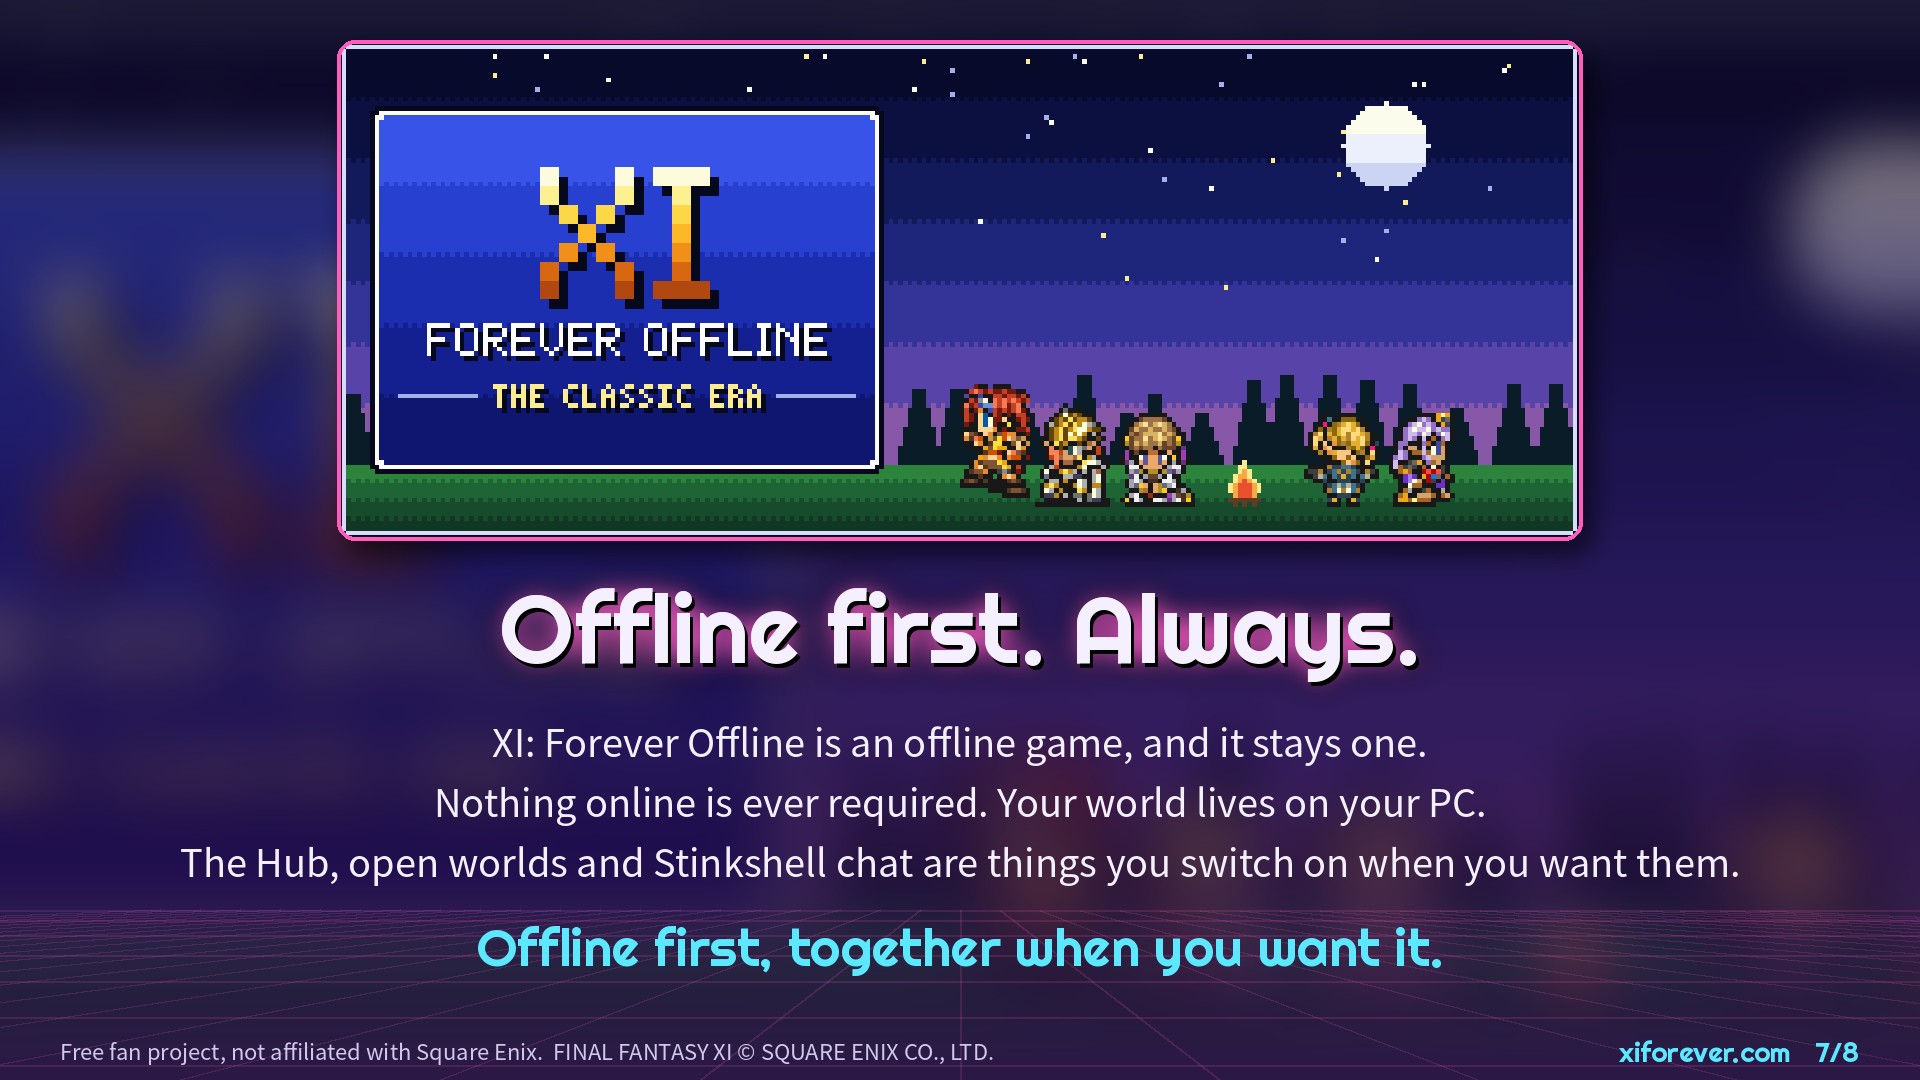 XI
FOREVER OFFLINE
THE CLASSIC ERA
Offline first. Always.
XI: Forever Offline is an offline game, and it stays one.
Nothing online is ever required. Your world lives on your PC.
The Hub, open worlds and Stinkshell chat are things you switch on when you want them.
Offline first, together when you want it.
Free fan project, not affiliated with Square Enix.  FINAL FANTASY XI © SQUARE ENIX CO., LTD.
xiforever.com 7/8